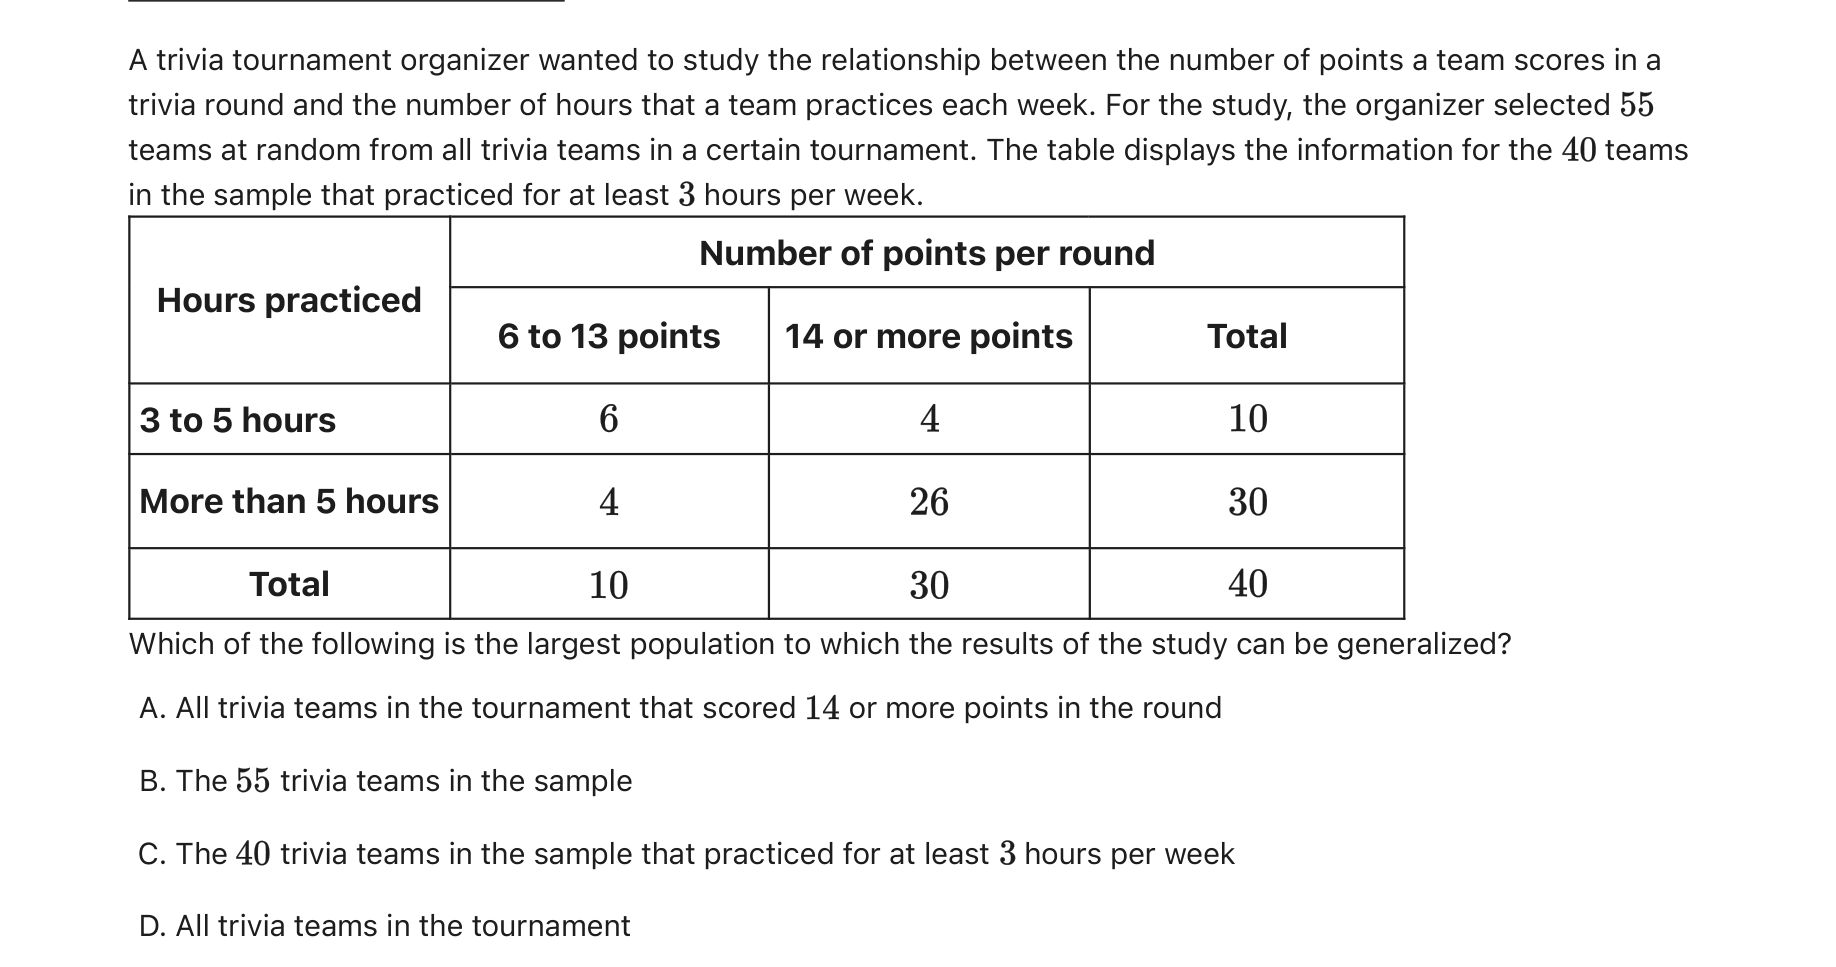 A trivia tournament organizer wanted to study the relationship between the number of points a team scores in a
trivia round and the number of hours that a team practices each week. For the study, the organizer selected 55
teams at random from all trivia teams in a certain tournament. The table displays the information for the 40 teams
in the sample that practiced for at least 3 hours per week.
Hours practiced
Number of points per round
6 to 13 points 14 or more points Total
3 to 5 hours 6 4 10
More than 5 hours 4 26 30
Total 10 30 40
Which of the following is the largest population to which the results of the study can be generalized?
A. All trivia teams in the tournament that scored 14 or more points in the round
B. The 55 trivia teams in the sample
C. The 40 trivia teams in the sample that practiced for at least 3 hours per week
D. All trivia teams in the tournament